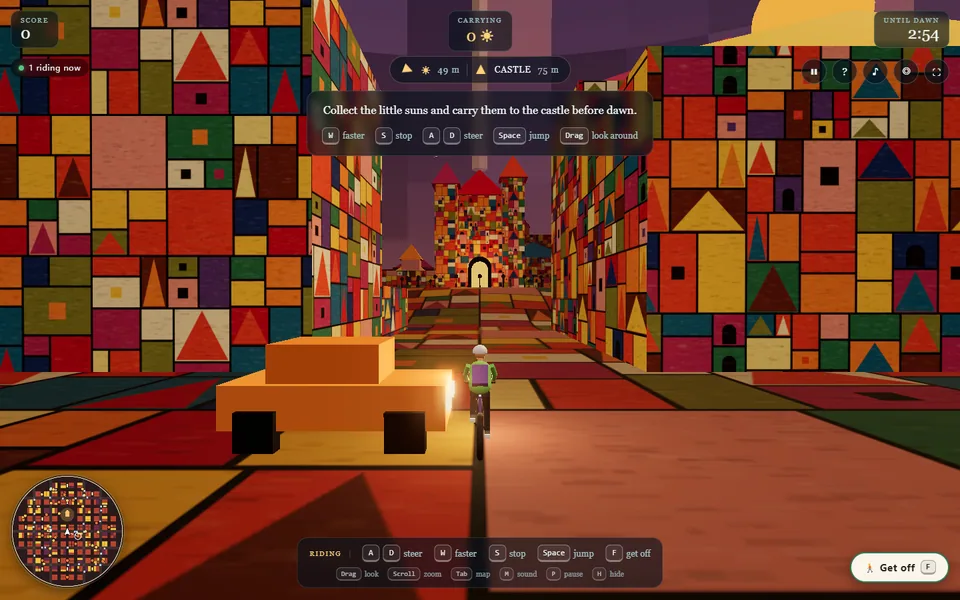 SCORE
0
1 riding now
CARRYING
0
49 m CASTLE 75 m
UNTIL DAWN
2:54
?
Collect the little suns and carry them to the castle before dawn.
W faster S stop A D steer Space jump Drag look around
RIDING A D steer W faster S stop Space jump F get off
Drag look Scroll zoom Tab map M sound P pause H hide
Get off F